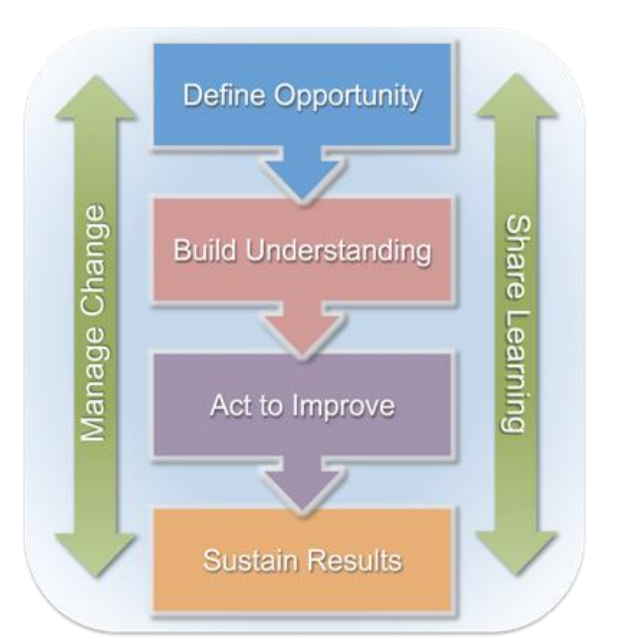 Define Opportunity
Build Understanding
Act to Improve
Sustain Results
Manage Change
Share Learning